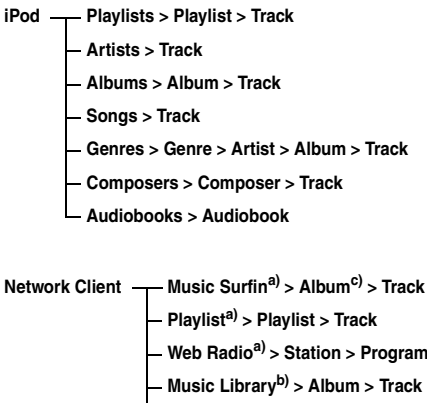 iPod Playlists > Playlist > Track
Artists > Track
Albums > Album > Track
Songs > Track
Genres > Genre > Artist > Album > Track
Composers > Composer > Track
Audiobooks > Audiobook
Network Client Music Surfin a) > Album c) > Track
Playlist a) > Playlist > Track
Web Radio a) > Station > Program
Music Library b) > Album > Track